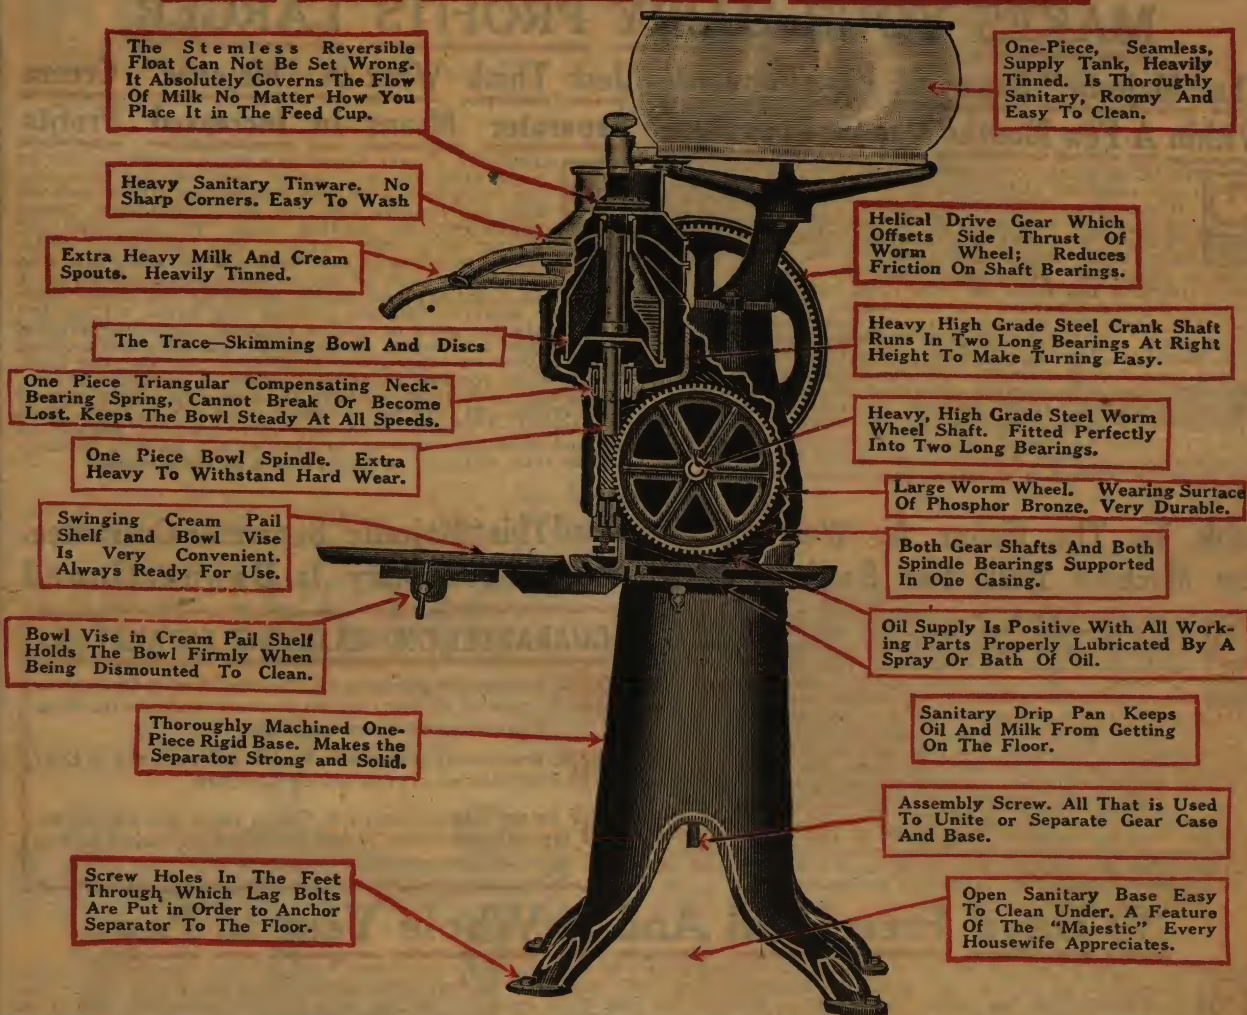 The Stemless Reversible
Float Can Not Be Set Wrong.
It Absolutely Governs The Flow
Of Milk No Matter How You
Place It in The Feed Cup.
Heavy Sanitary Tinware. No
Sharp Corners. Easy To Wash
Extra Heavy Milk And Cream
Spouts. Heavily Tinned.
The Trace—Skimming Bowl And Discs
One Piece Triangular Compensating Neck-
Bearing Spring, Cannot Break Or Become
Lost. Keeps The Bowl Steady At All Speeds.
One Piece Bowl Spindle. Extra
Heavy To Withstand Hard Wear.
Swinging Cream Pail
Shelf and Bowl Vise
Is Very Convenient.
Always Ready For Use.
Bowl Vise in Cream Pail Shelf
Holds The Bowl Firmly When
Being Dismounted To Clean.
Thoroughly Machined One-
Piece Rigid Base. Makes the
Separator Strong and Solid.
Screw Holes In The Feet
Through Which Lag Bolts
Are Put in Order to Anchor
Separator To The Floor.
One-Piece, Seamless,
Supply Tank, Heavily
Tinned. Is Thoroughly
Sanitary, Roomy And
Easy To Clean.
Helical Drive Gear Which
Offsets Side Thrust Of
Worm Wheel; Reduces
Friction On Shaft Bearings.
Heavy High Grade Steel Crank Shaft
Runs In Two Long Bearings At Right
Height To Make Turning Easy.
Heavy, High Grade Steel Worm
Wheel Shaft. Fitted Perfectly
Into Two Long Bearings.
Large Worm Wheel. Wearing Surface
Of Phosphor Bronze. Very Durable.
Both Gear Shafts And Both
Spindle Bearings Supported
In One Casing.
Oil Supply Is Positive With All Work-
ing Parts Properly Lubricated By A
Spray Or Bath Of Oil.
Sanitary Drip Pan Keeps
Oil And Milk From Getting
On The Floor.
Assembly Screw. All That is Used
To Unite or Separate Gear Case
And Base.
Open Sanitary Base Easy
To Clean Under. A Feature
Of The "Majestic" Every
Housewife Appreciates.